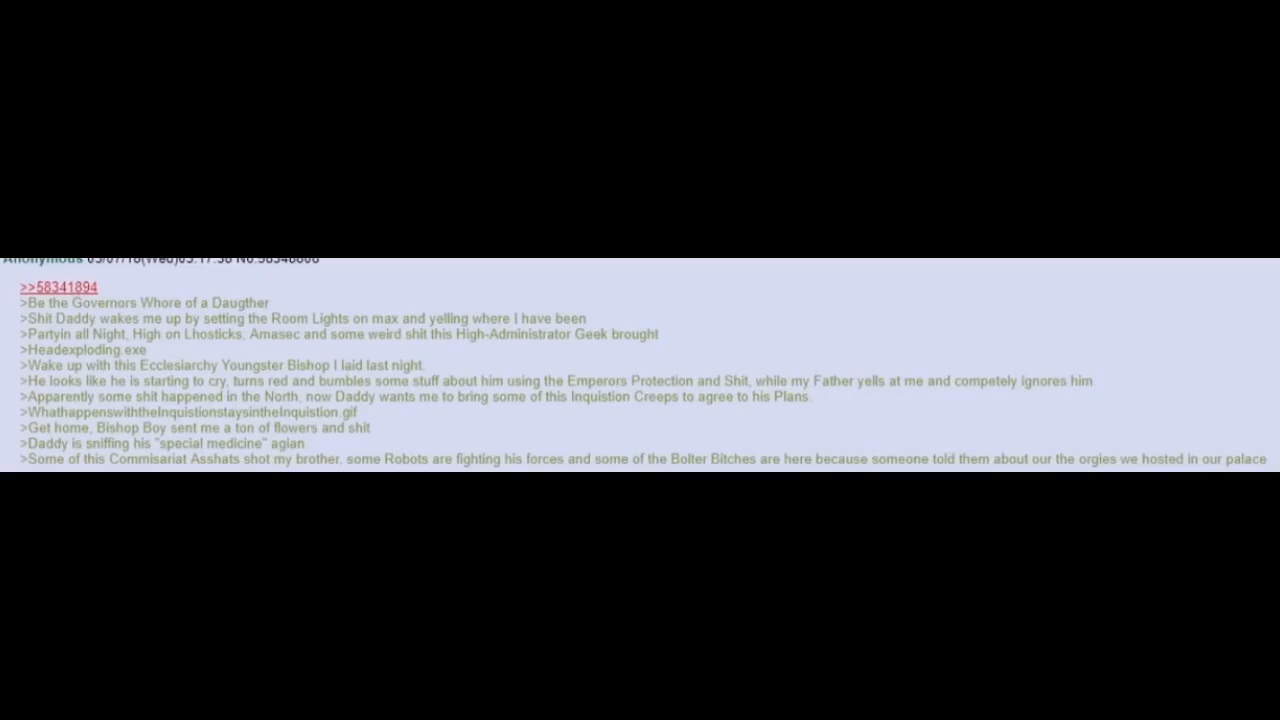 Anonymous
>>58341894
>Be the Governors Whore of a Daugther
>Shit Daddy wakes me up by setting the Room Lights on max and yelling where I have been
>Partyin all Night, High on Lhosticks, Amasec and some weird shit this High-Administrator Geek brought
>Headexploding.exe
>Wake up with this Ecclesiarchy Youngster Bishop I laid last night.
>He looks like he is starting to cry, turns red and bumbles some stuff about him using the Emperors Protection and Shit, while my Father yells at me and competely ignores him.
>Apparently some shit happened in the North, now Daddy wants me to bring some of this Inquistion Creeps to agree to his Plans.
>WhathappenswiththeInquistionstaysintheInquistion.gif
>Get home, Bishop Boy sent me a ton of flowers and shit
>Daddy is sniffing his "special medicine" agian
>Some of this Commisariat Asshats shot my brother, some Robots are fighting his forces and some of the Bolter Bitches are here because someone told them about our the orgies we hosted in our palace